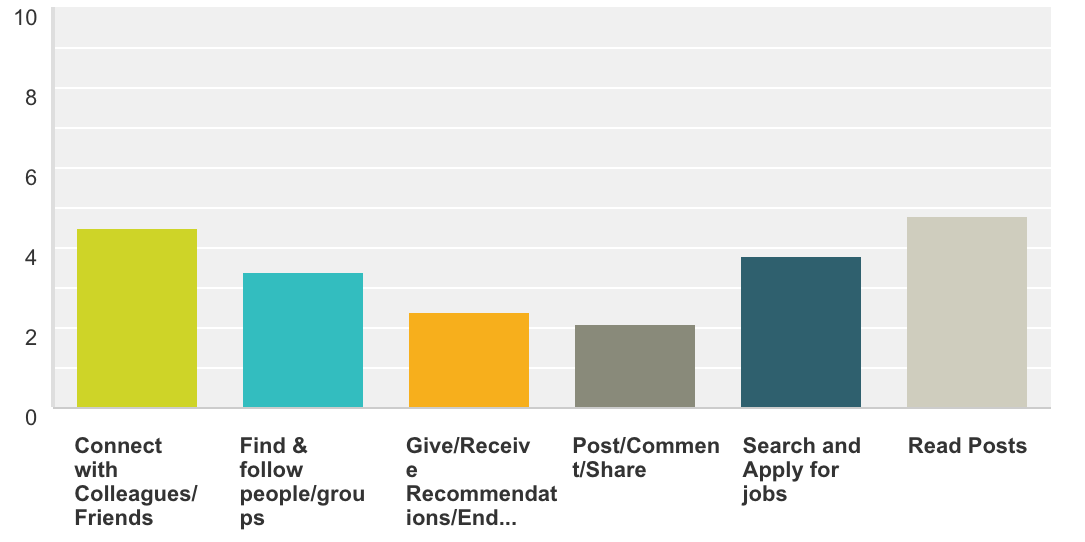 10
8
6
4
2
0
Connect
with
Colleagues/
Friends
Find &
follow
people/grou
ps
Give/Receiv
e
Recommendat
ions/End...
Post/Commen
t/Share
Search and
Apply for
jobs
Read Posts